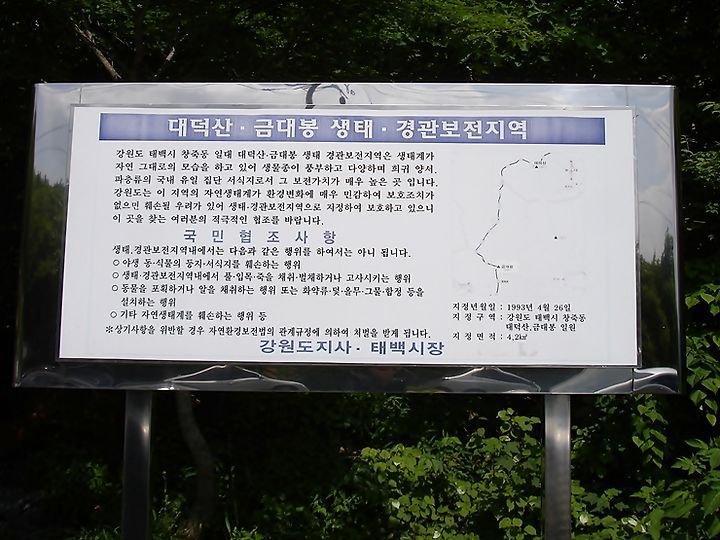 대덕산·금대봉 생태·경관보전지역
강원도 태백시 창죽동 일대 대덕산·금대봉 생태 경관보전지역은 생태계가
자연 그대로의 모습을 하고 있어 생물종이 풍부하고 다양하며 희귀 양서.
파충류의 국내 유일 집단 서식지로서 그 보전가치가 매우 높은 곳 입니다.
강원도는 이 지역의 자연생태계가 환경변화에 매우 민감하여 보호조치가
없으면 훼손될 우려가 있어 생태·경관보전지역으로 지정하여 보호하고 있으니
이 곳을 찾는 여러분의 적극적인 협조를 바랍니다.
국민협조사항
생태.경관보전지역내에서는 다음과 같은 행위를 하여서는 아니 됩니다.
○ 야생 동·식물의 둥지·서식지를 훼손하는 행위
○ 생태·경관보전지역내에서 풀·입목·죽을 채취·벌채하거나 고사시키는 행위
○ 동물을 포획하거나 알을 채취하는 행위 또는 화약류·덫·올무·그물·함정 등을
설치하는 행위
○ 기타 자연생태계를 훼손하는 행위 등
※상기사항을 위반할 경우 자연환경보전법의 관계규정에 의하여 처벌을 받게 됩니다.
강원도지사·태백시장
지정년월일 : 1993년 4월 26일
지정구역 : 강원도 태백시 창죽동
대덕산,금대봉 일원
지정면적 : 4.2㎢